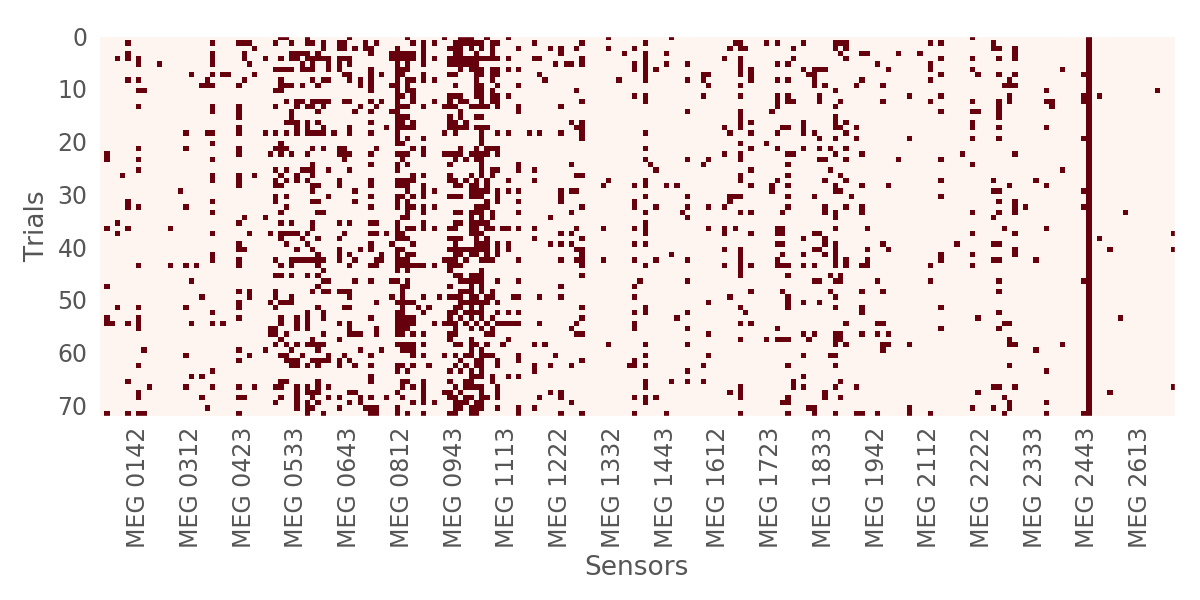 Trials
0
10
20
30
40
50
60
70
MEG 0142
MEG 0312
MEG 0423
MEG 0533
MEG 0643
MEG 0812
MEG 0943
MEG 1113
MEG 1222
MEG 1332
MEG 1443
MEG 1612
MEG 1723
MEG 1833
MEG 1942
MEG 2112
MEG 2222
MEG 2333
MEG 2443
MEG 2613
Sensors